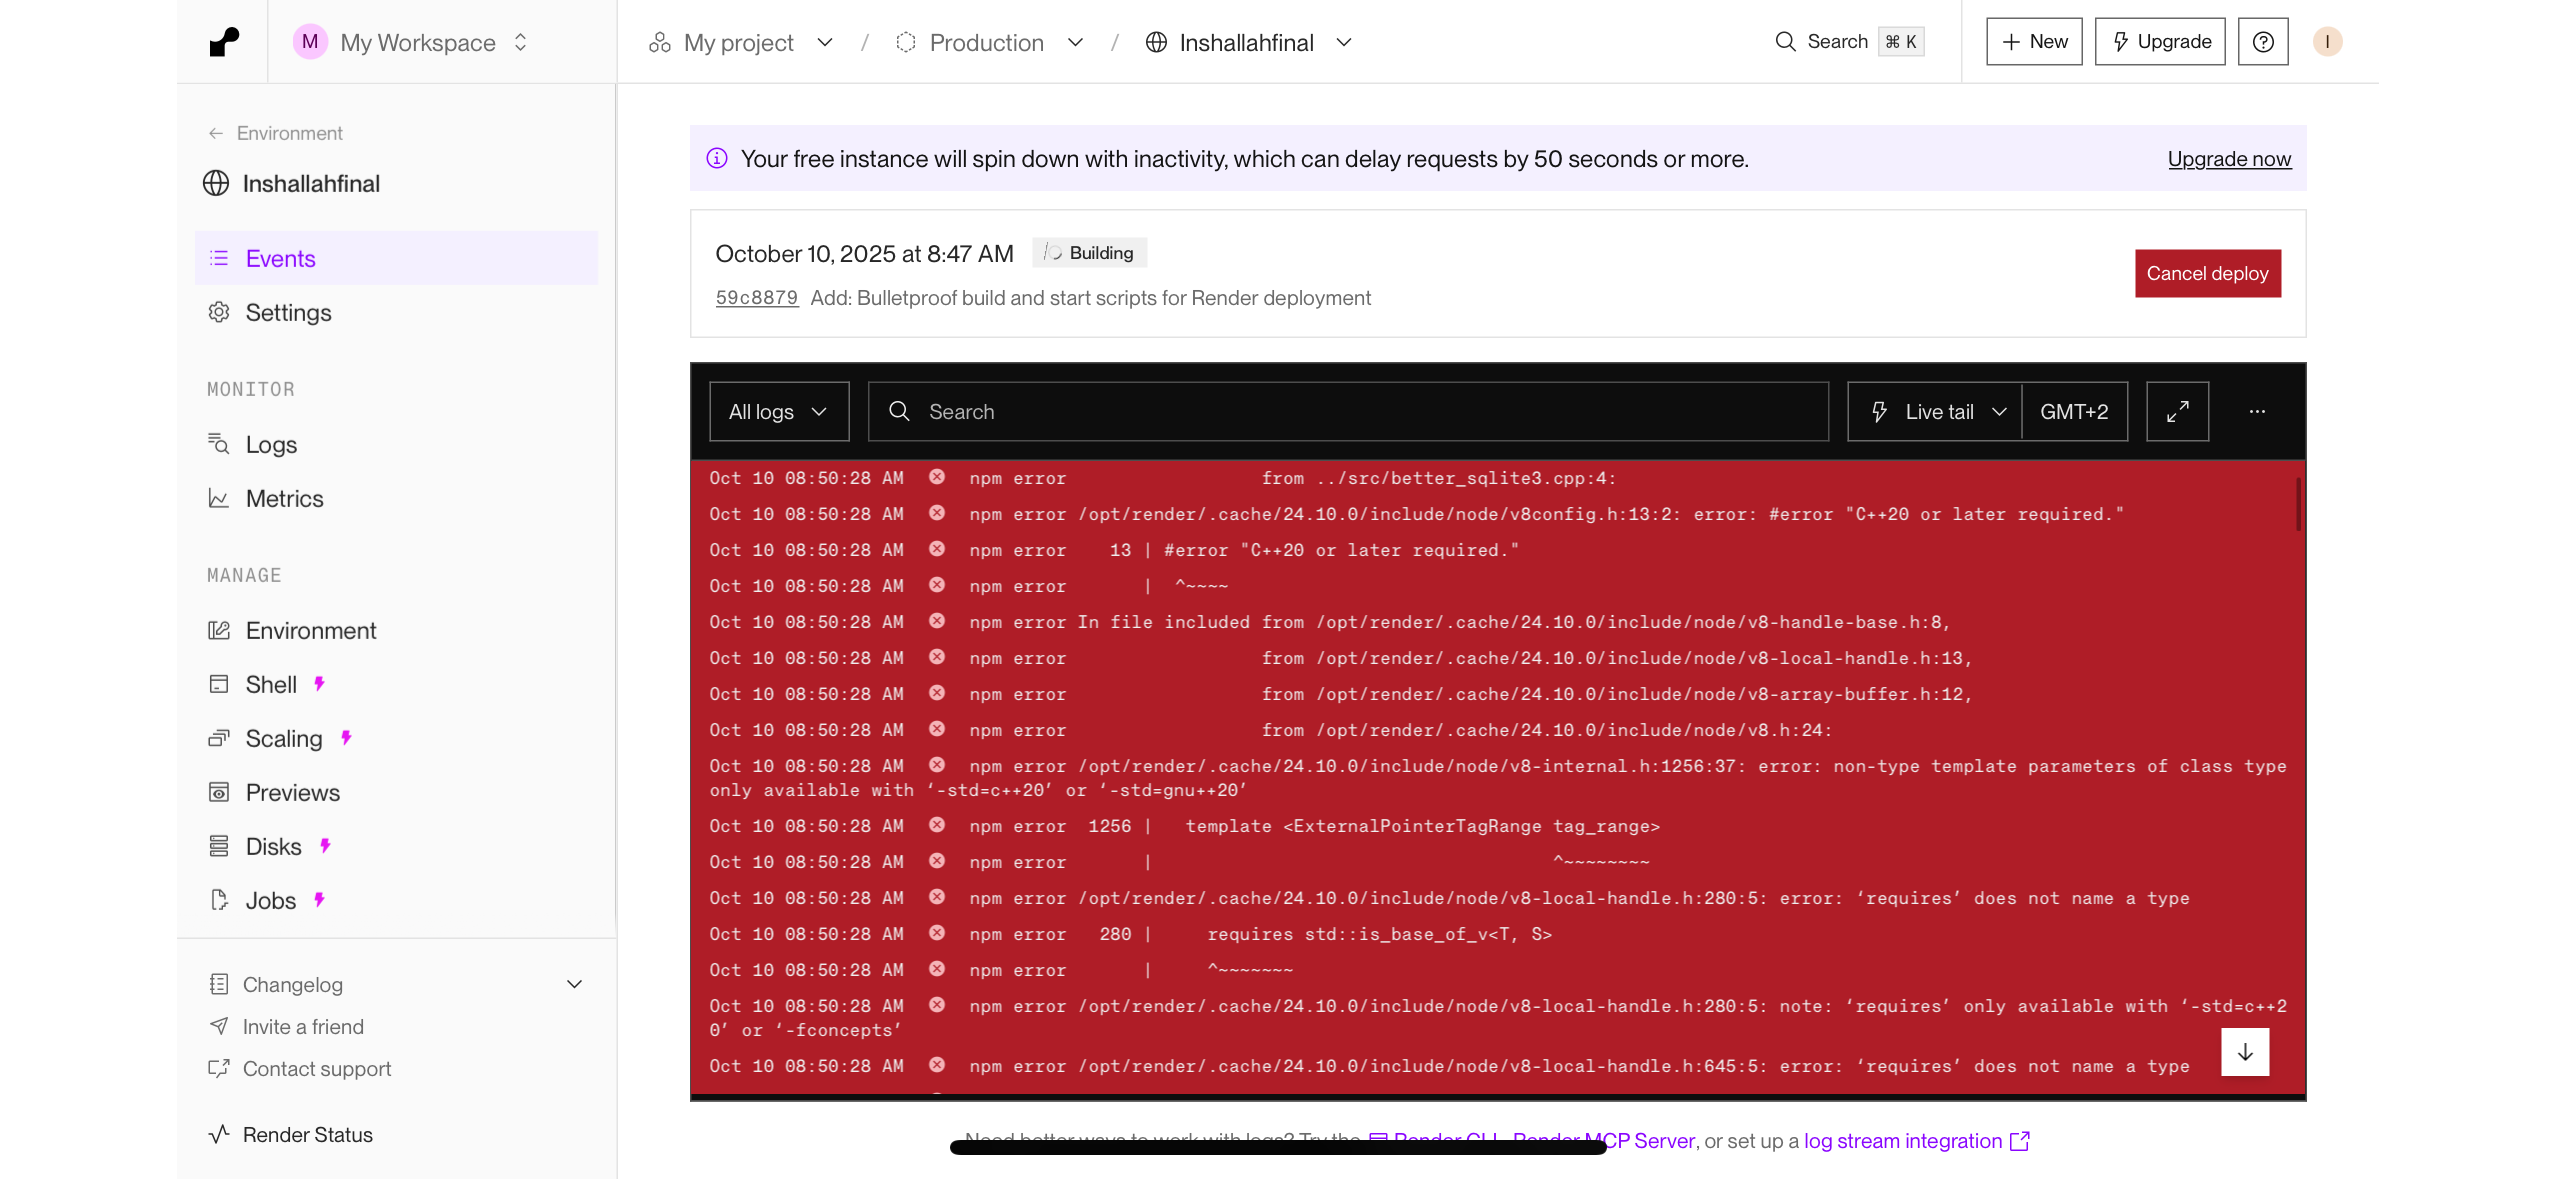 M My Workspace
My project / Production / Inshallahfinal
Search ⌘ K
+ New
Upgrade
I
← Environment
Inshallahfinal
Events
Settings
MONITOR
Logs
Metrics
MANAGE
Environment
Shell
Scaling
Previews
Disks
Jobs
Changelog
Invite a friend
Contact support
Render Status
Your free instance will spin down with inactivity, which can delay requests by 50 seconds or more.
Upgrade now
October 10, 2025 at 8:47 AM Building
59c8879 Add: Bulletproof build and start scripts for Render deployment
Cancel deploy
All logs
Search
Live tail
GMT+2
Oct 10 08:50:28 AM npm error from ../src/better_sqlite3.cpp:4:
Oct 10 08:50:28 AM npm error /opt/render/.cache/24.10.0/include/node/v8config.h:13:2: error: #error "C++20 or later required."
Oct 10 08:50:28 AM npm error 13 | #error "C++20 or later required."
Oct 10 08:50:28 AM npm error | ^~~~~
Oct 10 08:50:28 AM npm error In file included from /opt/render/.cache/24.10.0/include/node/v8-handle-base.h:8,
Oct 10 08:50:28 AM npm error from /opt/render/.cache/24.10.0/include/node/v8-local-handle.h:13,
Oct 10 08:50:28 AM npm error from /opt/render/.cache/24.10.0/include/node/v8-array-buffer.h:12,
Oct 10 08:50:28 AM npm error from /opt/render/.cache/24.10.0/include/node/v8.h:24:
Oct 10 08:50:28 AM npm error /opt/render/.cache/24.10.0/include/node/v8-internal.h:1256:37: error: non-type template parameters of class type
only available with ‘-std=c++20’ or ‘-std=gnu++20’
Oct 10 08:50:28 AM npm error 1256 | template <ExternalPointerTagRange tag_range>
Oct 10 08:50:28 AM npm error | ^~~~~~~~~
Oct 10 08:50:28 AM npm error /opt/render/.cache/24.10.0/include/node/v8-local-handle.h:280:5: error: ‘requires’ does not name a type
Oct 10 08:50:28 AM npm error 280 | requires std::is_base_of_v<T, S>
Oct 10 08:50:28 AM npm error | ^~~~~~~~
Oct 10 08:50:28 AM npm error /opt/render/.cache/24.10.0/include/node/v8-local-handle.h:280:5: note: ‘requires’ only available with ‘-std=c++2
0’ or ‘-fconcepts’
Oct 10 08:50:28 AM npm error /opt/render/.cache/24.10.0/include/node/v8-local-handle.h:645:5: error: ‘requires’ does not name a type
Need better ways to work with logs? Try the Render CLI, Render MCP Server, or set up a log stream integration